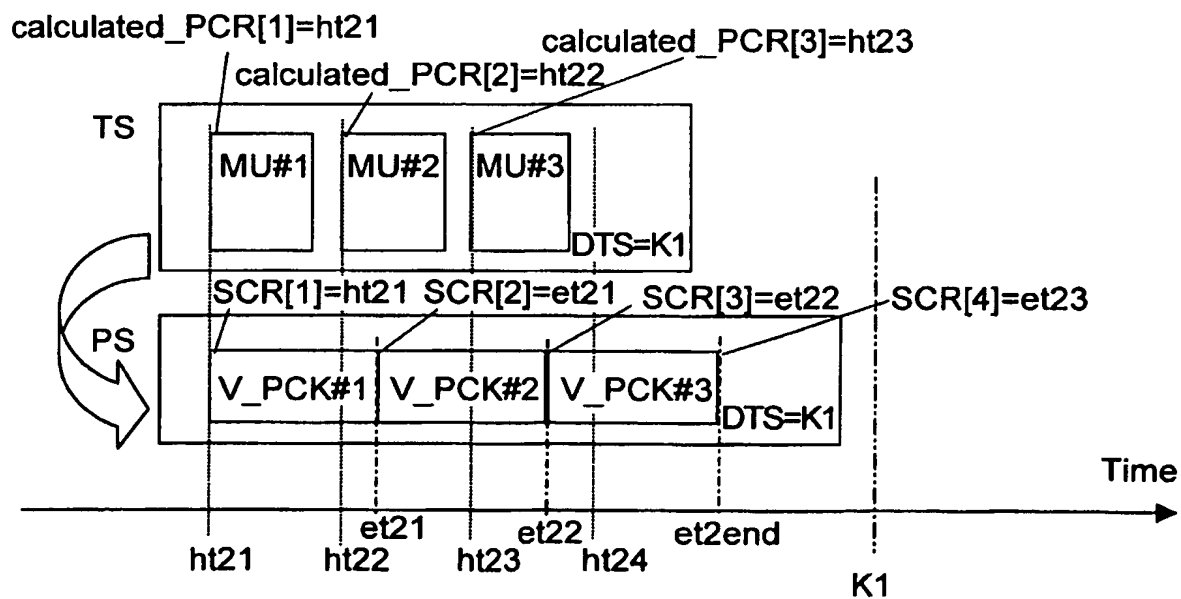 calculated_PCR[1]=ht21
calculated_PCR[3]=ht23
calculated_PCR[2]=ht22
TS
MU#1
MU#2
MU#3
DTS=K1
SCR[1]=ht21
SCR[2]=et21
SCR[3]=et22
SCR[4]=et23
PS
V_PCK#1
V_PCK#2
V_PCK#3
DTS=K1
Time
et21
et22
et2end
ht21
ht22
ht23
ht24
K1